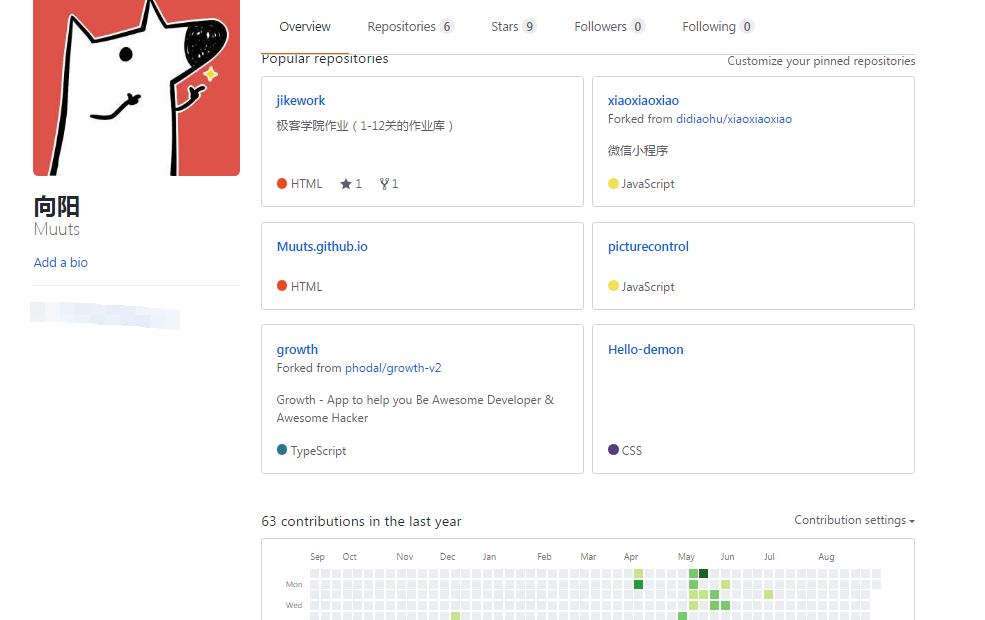 Overview Repositories 6 Stars 9 Followers 0 Following 0
Popular repositories Customize your pinned repositories
向阳
Muuts
Add a bio
jikework
极客学院作业（1-12关的作业库）
HTML 1 1
xiaoxiaoxiao
Forked from didiaohu/xiaoxiaoxiao
微信小程序
JavaScript
Muuts.github.io
HTML
picturecontrol
JavaScript
growth
Forked from phodal/growth-v2
Growth - App to help you Be Awesome Developer &
Awesome Hacker
TypeScript
Hello-demon
CSS
63 contributions in the last year Contribution settings
Sep Oct Nov Dec Jan Feb Mar Apr May Jun Jul Aug
Mon
Wed